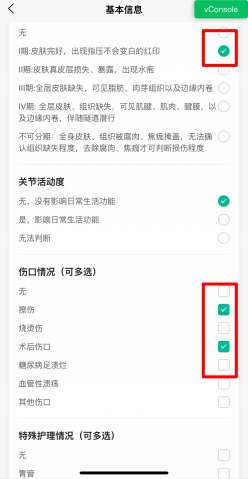 基本信息
vConsole
无
I期:皮肤完好，出现指压不会变白的红印
II期:皮肤真皮层损失、暴露，出现水疱
III期:全层皮肤缺失，可见脂肪、肉芽组织以及边缘内卷
IV期: 全层皮肤、组织缺失，可见肌腱、肌肉、腱膜，以
及边缘内卷，伴随隧道潜行
不可分期：全身皮肤、组织被腐肉、焦痂掩盖，无法确
认组织缺失程度，去除腐肉、焦痂才可判断损伤程度
关节活动度
无，没有影响日常生活功能
是，影响日常生活功能
无法判断
伤口情况（可多选）
无
擦伤
烧烫伤
术后伤口
糖尿病足溃烂
血管性溃疡
其他伤口
特殊护理情况（可多选）
无
胃管